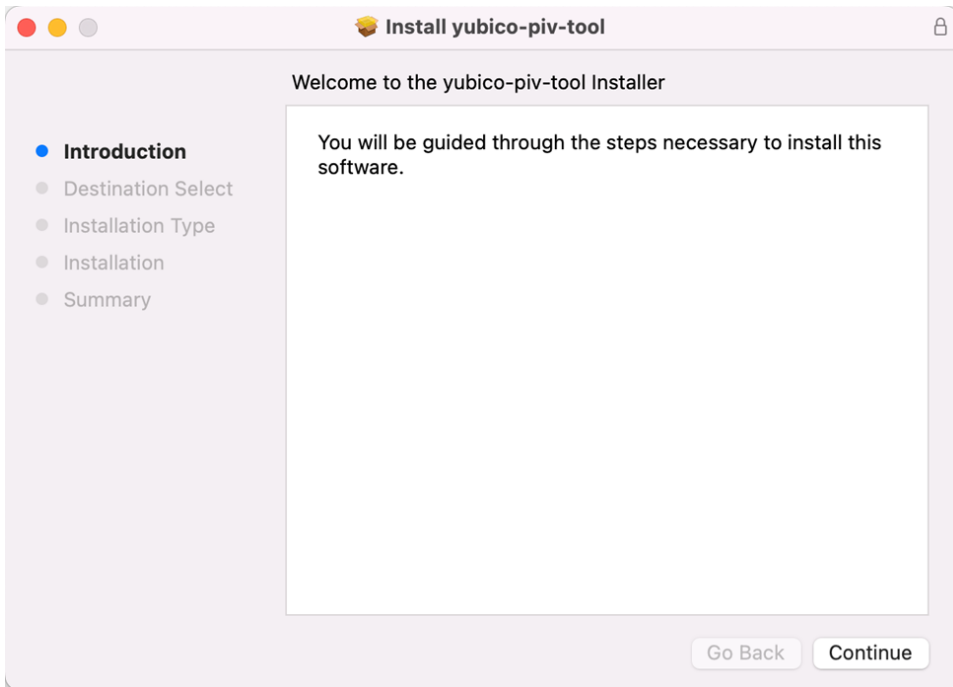 Install yubico-piv-tool
Welcome to the yubico-piv-tool Installer
Introduction
Destination Select
Installation Type
Installation
Summary
You will be guided through the steps necessary to install this
software.
Go Back
Continue